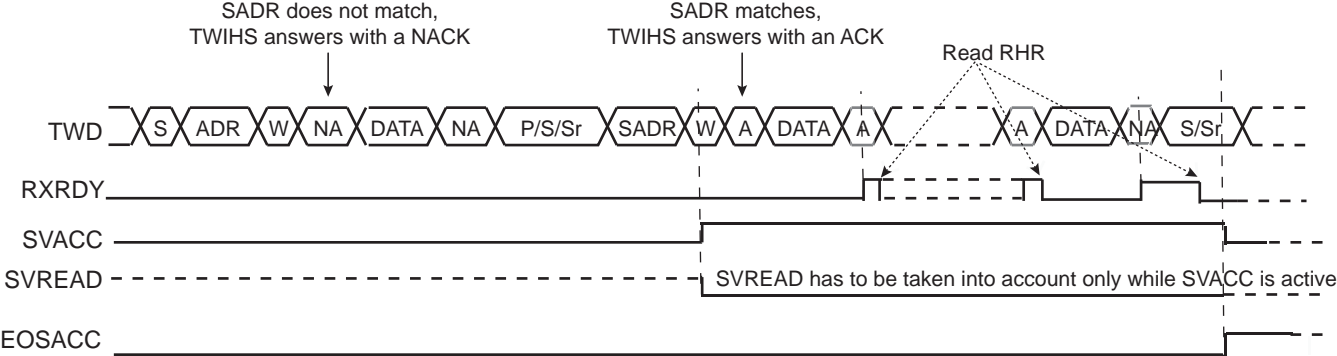 SADR does not match,
TWIHS answers with a NACK
SADR matches,
TWIHS answers with an ACK
Read RHR
TWD S ADR W NA DATA NA P/S/Sr SADR W A DATA A A DATA NA S/Sr
RXRDY
SVACC
SVREAD SVREAD has to be taken into account only while SVACC is active
EOSACC